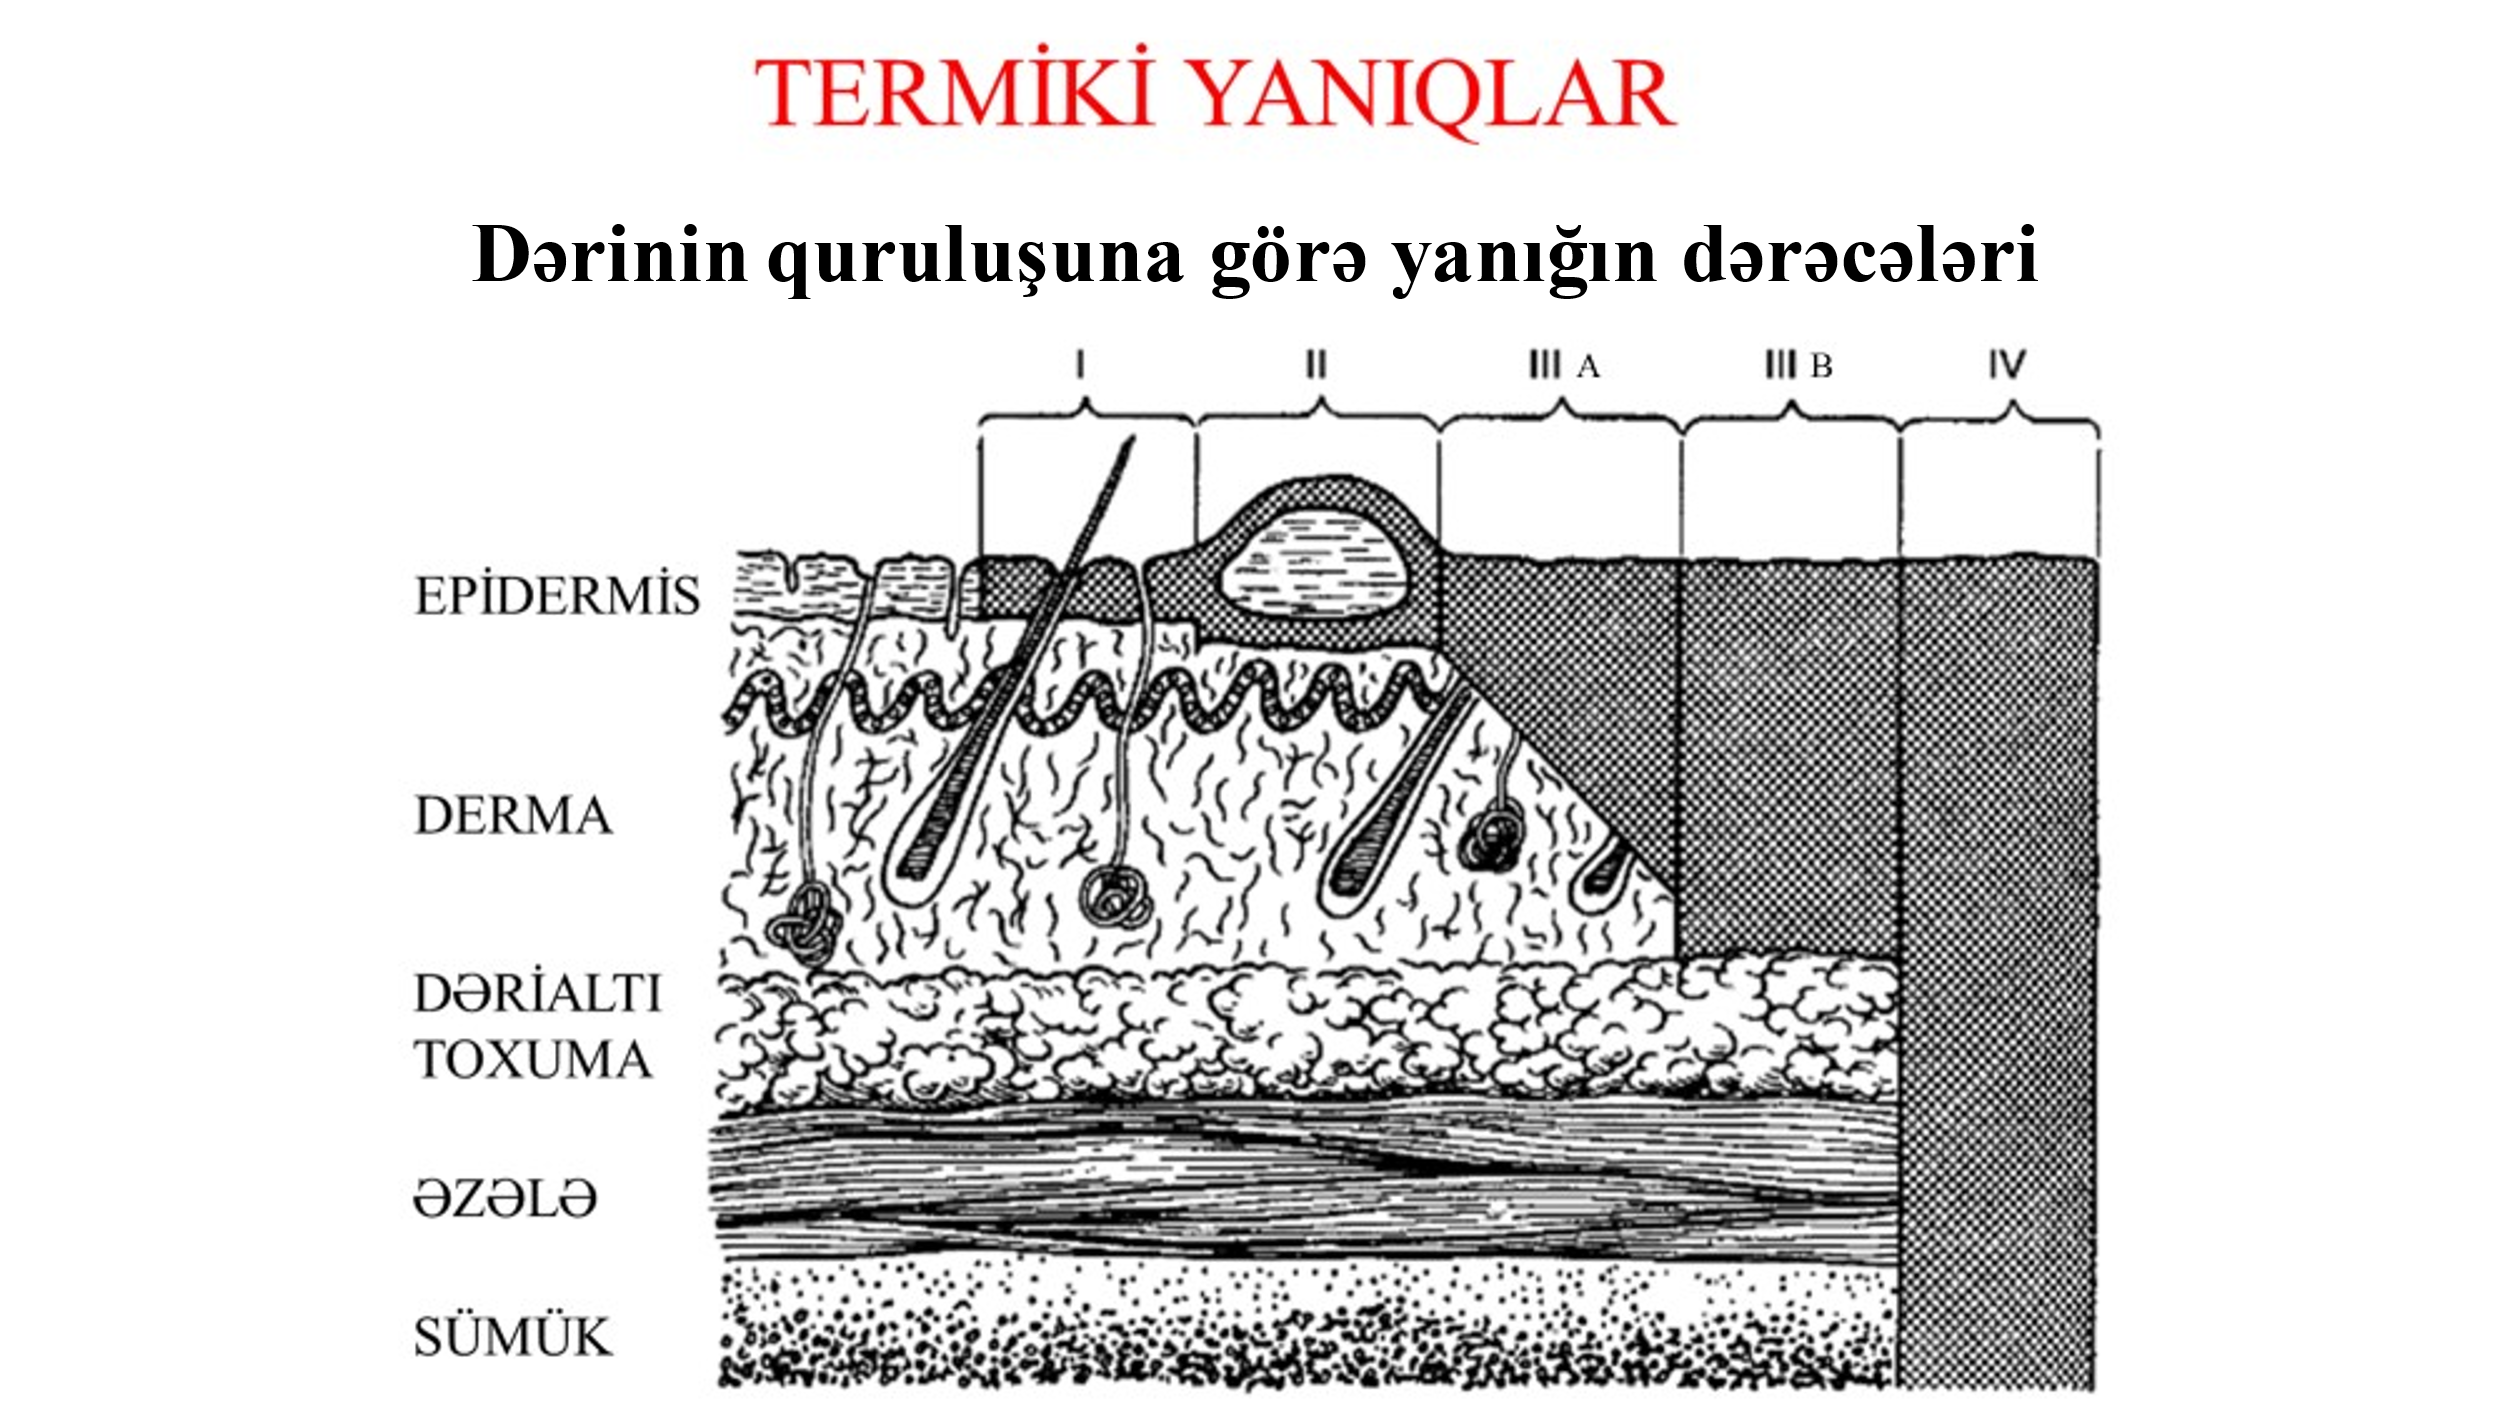 TERMİKİ YANIQLAR
Dərinin quruluşuna görə yanığın dərəcələri
I II III A III B IV
EPİDERMİS
DERMA
DƏRİALTI
TOXUMA
ƏZƏLƏ
SÜMÜK